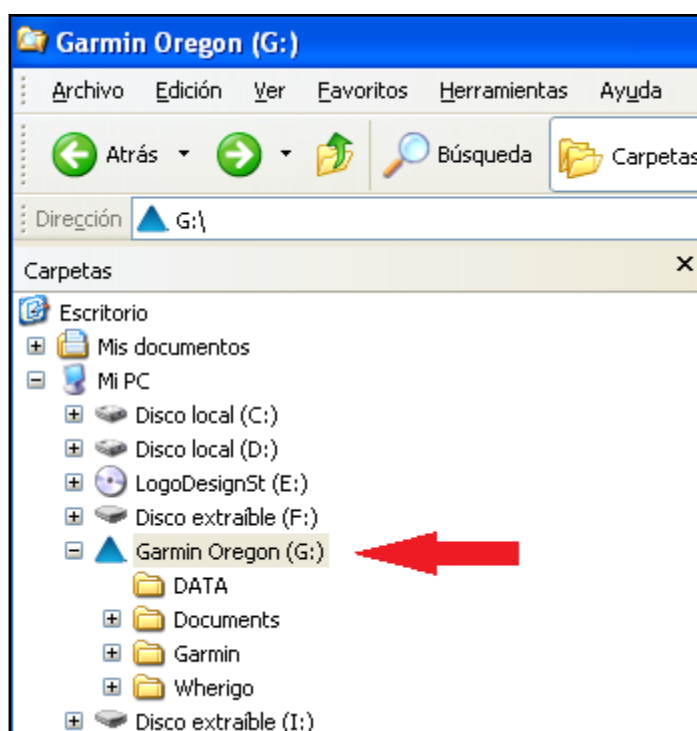 Garmin Oregon (G:)
Archivo Edición Ver Favoritos Herramientas Ayuda
Atrás Búsqueda Carpetas
Dirección G:\
Carpetas
Escritorio
Mis documentos
Mi PC
Disco local (C:)
Disco local (D:)
LogoDesignSt (E:)
Disco extraíble (F:)
Garmin Oregon (G:)
DATA
Documents
Garmin
Wherigo
Disco extraíble (I:)